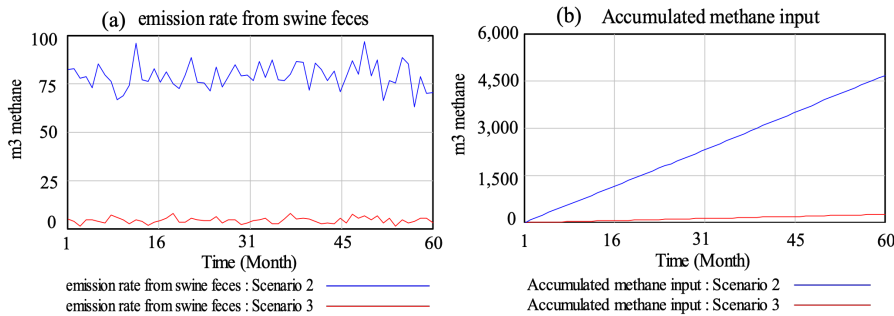 (a) emission rate from swine feces
100
75
50
25
0
m3 methane
1 16 31 45 60
Time (Month)
emission rate from swine feces : Scenario 2
emission rate from swine feces : Scenario 3
(b) Accumulated methane input
6,000
4,500
3,000
1,500
0
m3 methane
1 16 31 45 60
Time (Month)
Accumulated methane input : Scenario 2
Accumulated methane input : Scenario 3